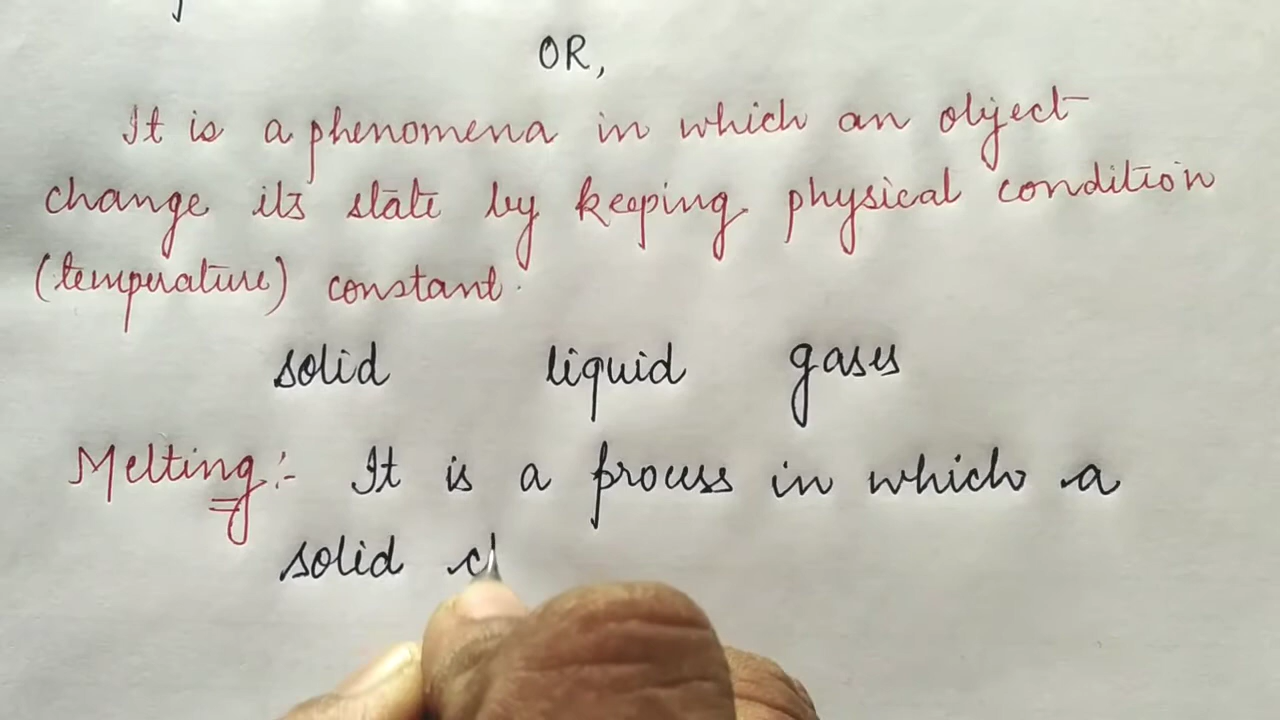 OR,
It is a phenomena in which an object
change its state by keeping physical condition
(temperature) constant.
solid liquid gases
Melting:- It is a process in which a
solid